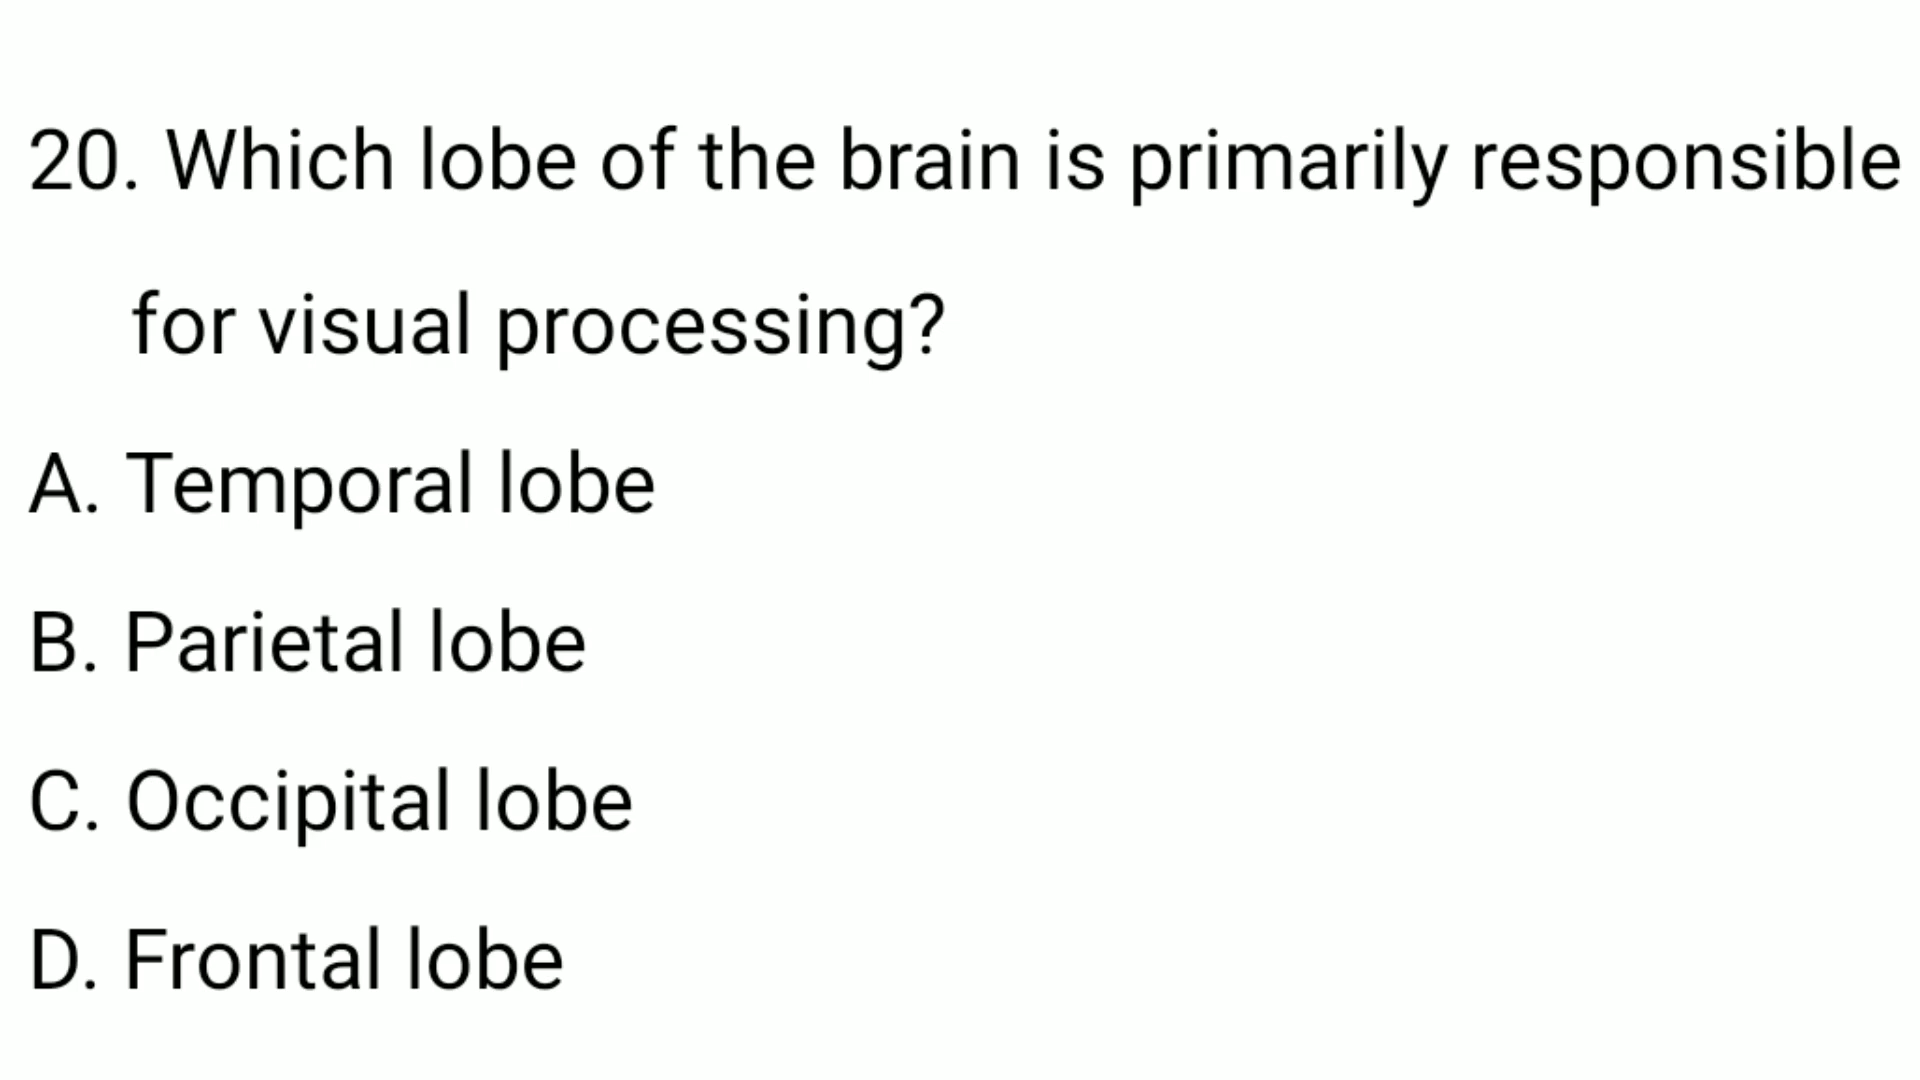 20. Which lobe of the brain is primarily responsible
for visual processing?
A. Temporal lobe
B. Parietal lobe
C. Occipital lobe
D. Frontal lobe